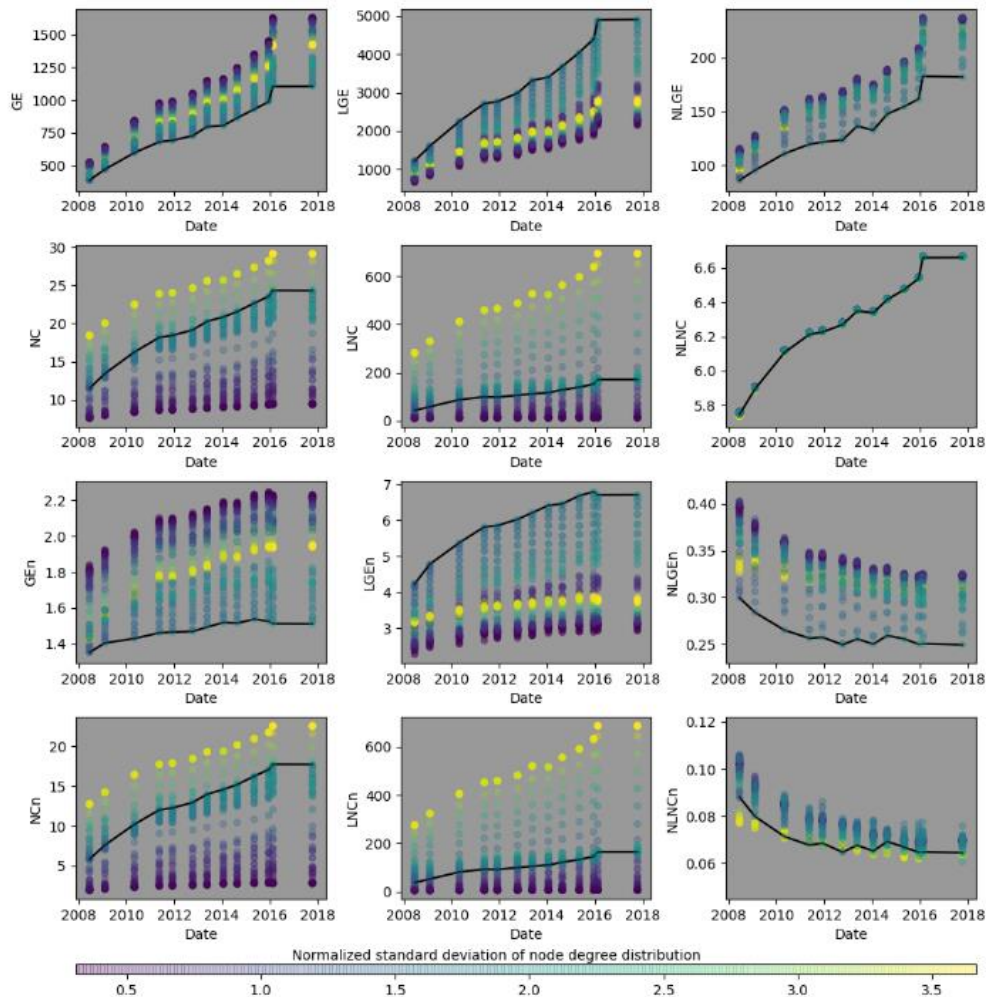 GE
1500
1250
1000
750
500
2008 2010 2012 2014 2016 2018
Date
LGE
5000
4000
3000
2000
1000
2008 2010 2012 2014 2016 2018
Date
NLGE
200
150
100
2008 2010 2012 2014 2016 2018
Date
NC
30
25
20
15
10
2008 2010 2012 2014 2016 2018
Date
LNC
600
400
200
0
2008 2010 2012 2014 2016 2018
Date
NLNC
6.6
6.4
6.2
6.0
5.8
2008 2010 2012 2014 2016 2018
Date
GEn
2.2
2.0
1.8
1.6
1.4
2008 2010 2012 2014 2016 2018
Date
LGEn
7
6
5
4
3
2008 2010 2012 2014 2016 2018
Date
NLGEn
0.40
0.35
0.30
0.25
2008 2010 2012 2014 2016 2018
Date
NCn
20
15
10
5
2008 2010 2012 2014 2016 2018
Date
LNCn
600
400
200
0
2008 2010 2012 2014 2016 2018
Date
NLNCn
0.12
0.10
0.08
0.06
2008 2010 2012 2014 2016 2018
Date
Normalized standard deviation of node degree distribution
0.5 1.0 1.5 2.0 2.5 3.0 3.5